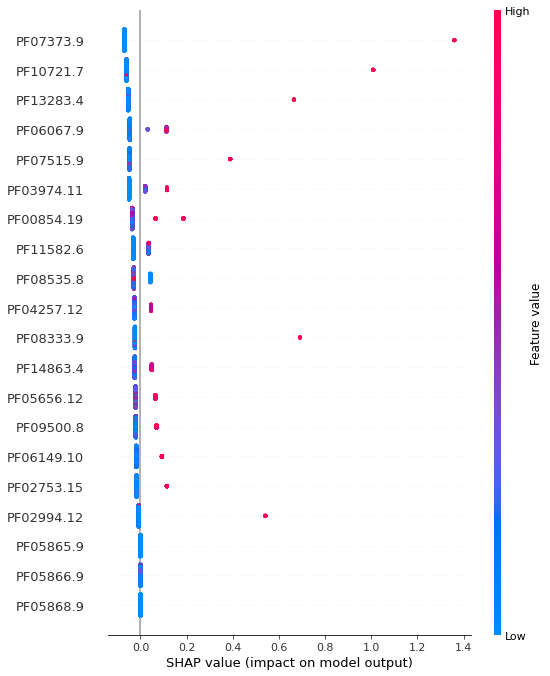 High
PF07373.9
PF10721.7
PF13283.4
PF06067.9
PF07515.9
PF03974.11
PF00854.19
PF11582.6
PF08535.8
PF04257.12
PF08333.9
PF14863.4
PF05656.12
PF09500.8
PF06149.10
PF02753.15
PF02994.12
PF05865.9
PF05866.9
PF05868.9
Feature value
Low
0.0 0.2 0.4 0.6 0.8 1.0 1.2 1.4
SHAP value (impact on model output)